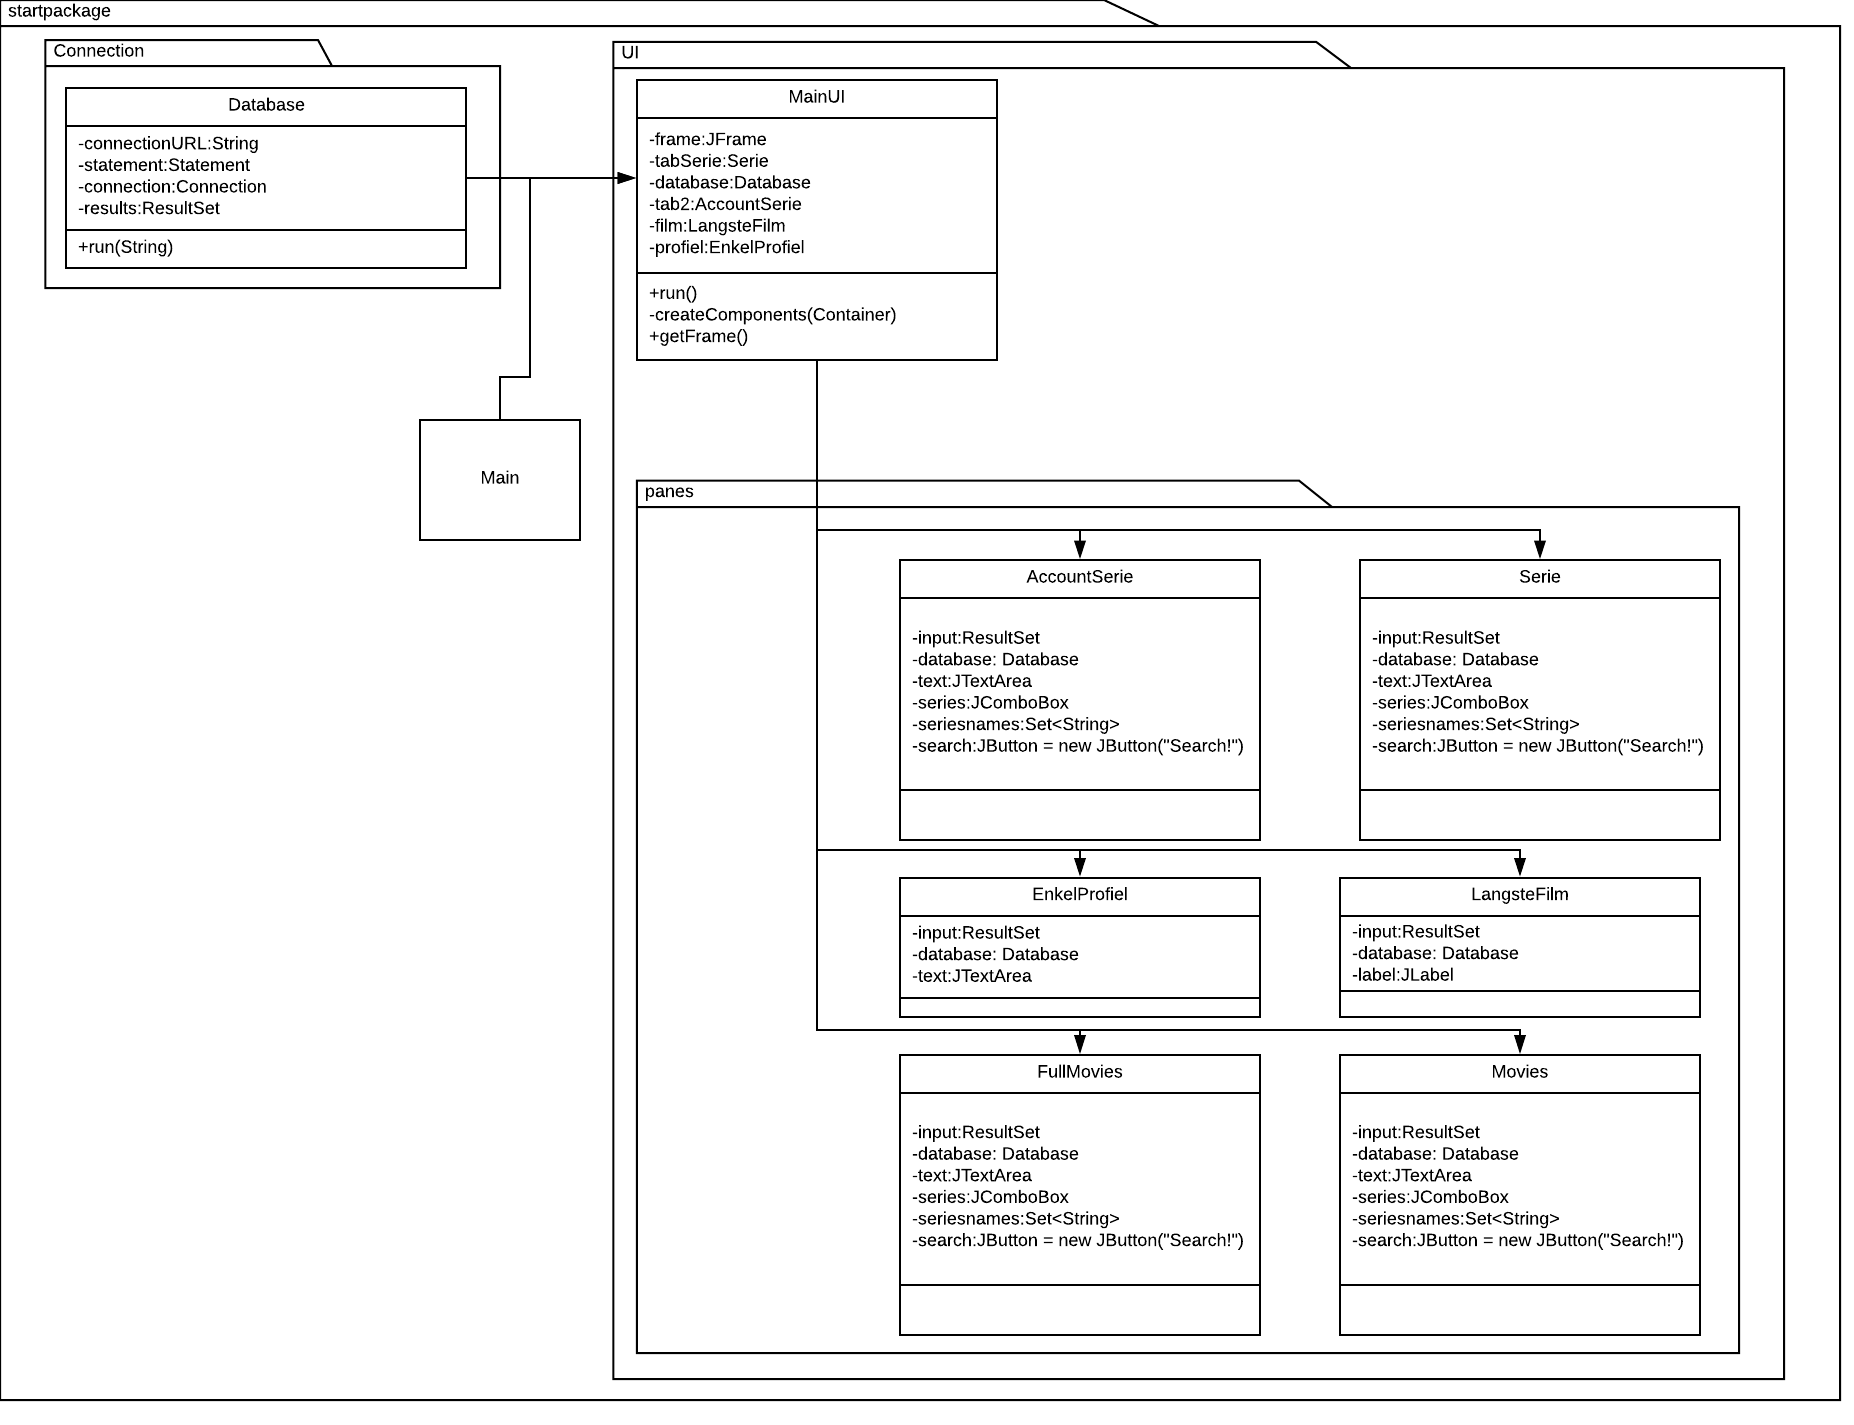 startpackage
Connection
Database
-connectionURL:String
-statement:Statement
-connection:Connection
-results:ResultSet
+run(String)
UI
MainUI
-frame:JFrame
-tabSerie:Serie
-database:Database
-tab2:AccountSerie
-film:LangsteFilm
-profiel:EnkelProfiel
+run()
-createComponents(Container)
+getFrame()
Main
panes
AccountSerie
-input:ResultSet
-database: Database
-text:JTextArea
-series:JComboBox
-seriesnames:Set<String>
-search:JButton = new JButton("Search!")
Serie
-input:ResultSet
-database: Database
-text:JTextArea
-series:JComboBox
-seriesnames:Set<String>
-search:JButton = new JButton("Search!")
EnkelProfiel
-input:ResultSet
-database: Database
-text:JTextArea
LangsteFilm
-input:ResultSet
-database: Database
-label:JLabel
FullMovies
-input:ResultSet
-database: Database
-text:JTextArea
-series:JComboBox
-seriesnames:Set<String>
-search:JButton = new JButton("Search!")
Movies
-input:ResultSet
-database: Database
-text:JTextArea
-series:JComboBox
-seriesnames:Set<String>
-search:JButton = new JButton("Search!")